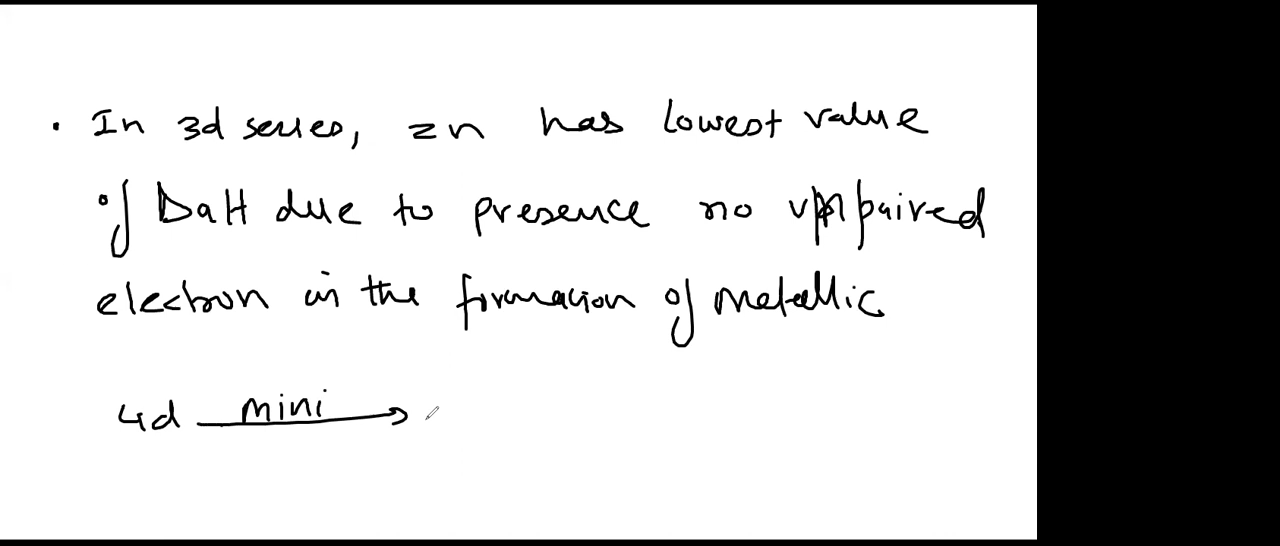 • In 3d series, zn has lowest value
of ΔaH due to presence no unpaired
electron in the formation of metallic
4d mini →